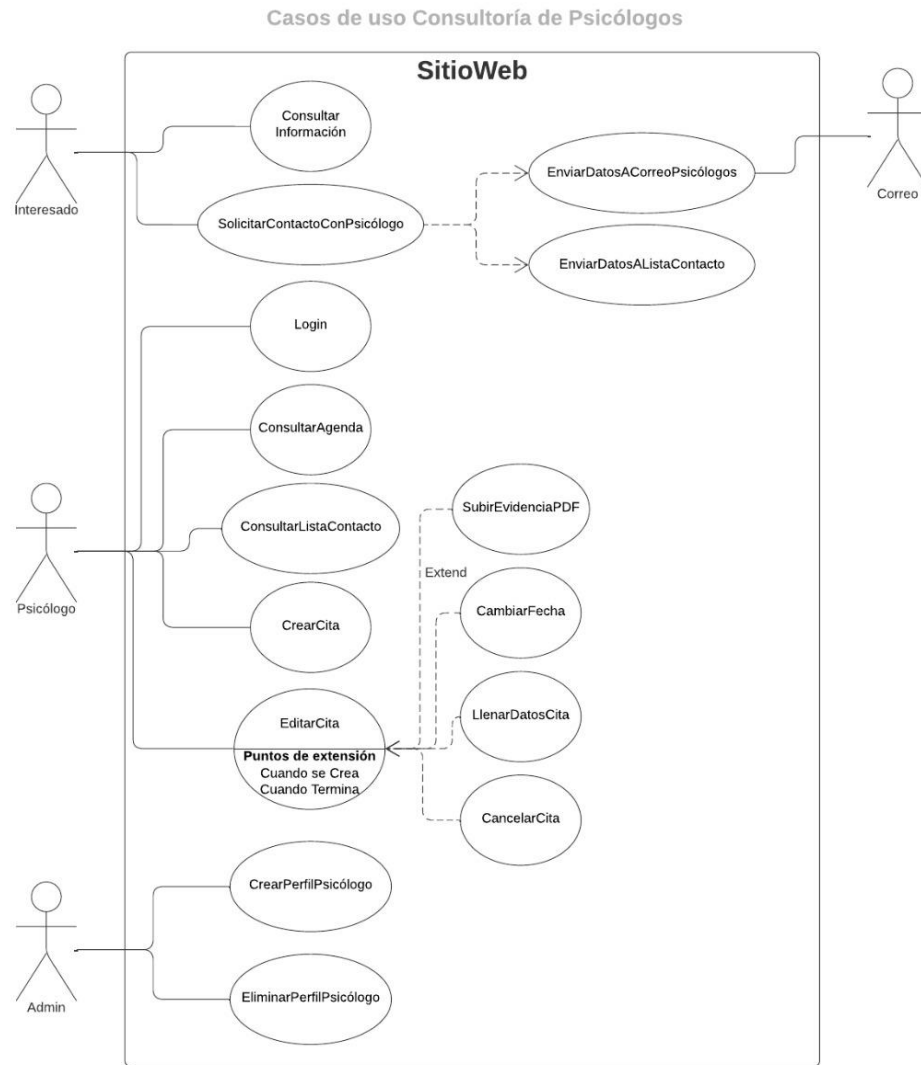 Casos de uso Consultoría de Psicólogos
SitioWeb
Consultar
Información
Interesado
SolicitarContactoConPsicólogo
EnviarDatosACorreoPsicólogos
Correo
EnviarDatosAListaContacto
Login
ConsultarAgenda
ConsultarListaContacto
Psicólogo
CrearCita
EditarCita
Puntos de extensión
Cuando se Crea
Cuando Termina
SubirEvidenciaPDF
Extend
CambiarFecha
LlenarDatosCita
CancelarCita
CrearPerfilPsicólogo
Admin
EliminarPerfilPsicólogo